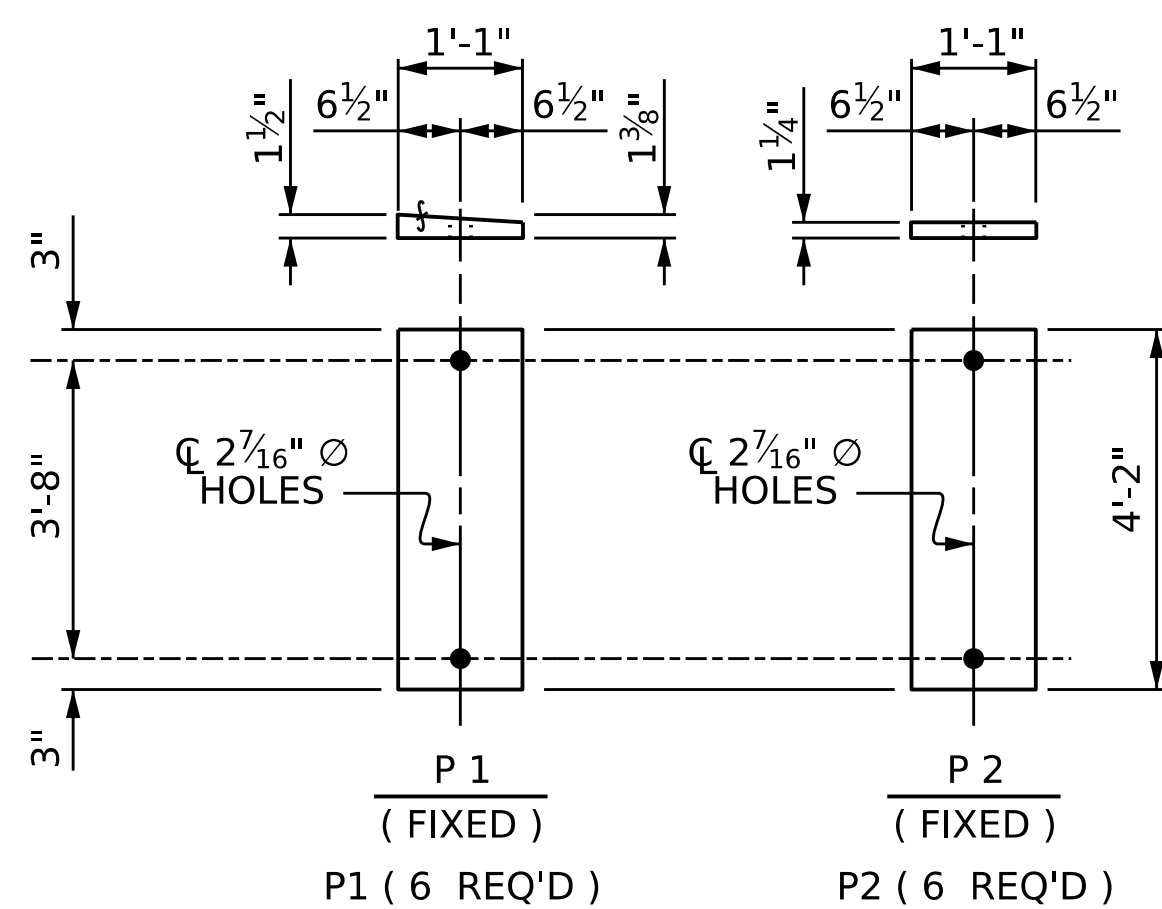 1'-1"
1'-1"
6½"
6½"
6½"
6½"
1½"
1⅜"
1¼"
3"
℄ 2⁷⁄₁₆" ∅
HOLES
℄ 2⁷⁄₁₆" ∅
HOLES
3'-8"
4'-2"
3"
P 1
( FIXED )
P1 ( 6 REQ'D )
P 2
( FIXED )
P2 ( 6 REQ'D )